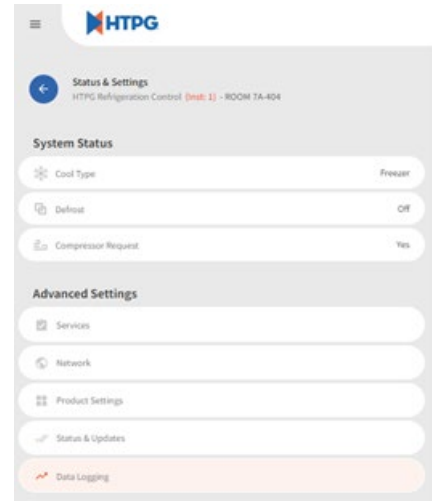 HTPG
Status & Settings
HTPG Refrigeration Control (Inst: 1) - ROOM 7A-404
System Status
Cool Type Freezer
Defrost Off
Compressor Request Yes
Advanced Settings
Services
Network
Product Settings
Status & Updates
Data Logging